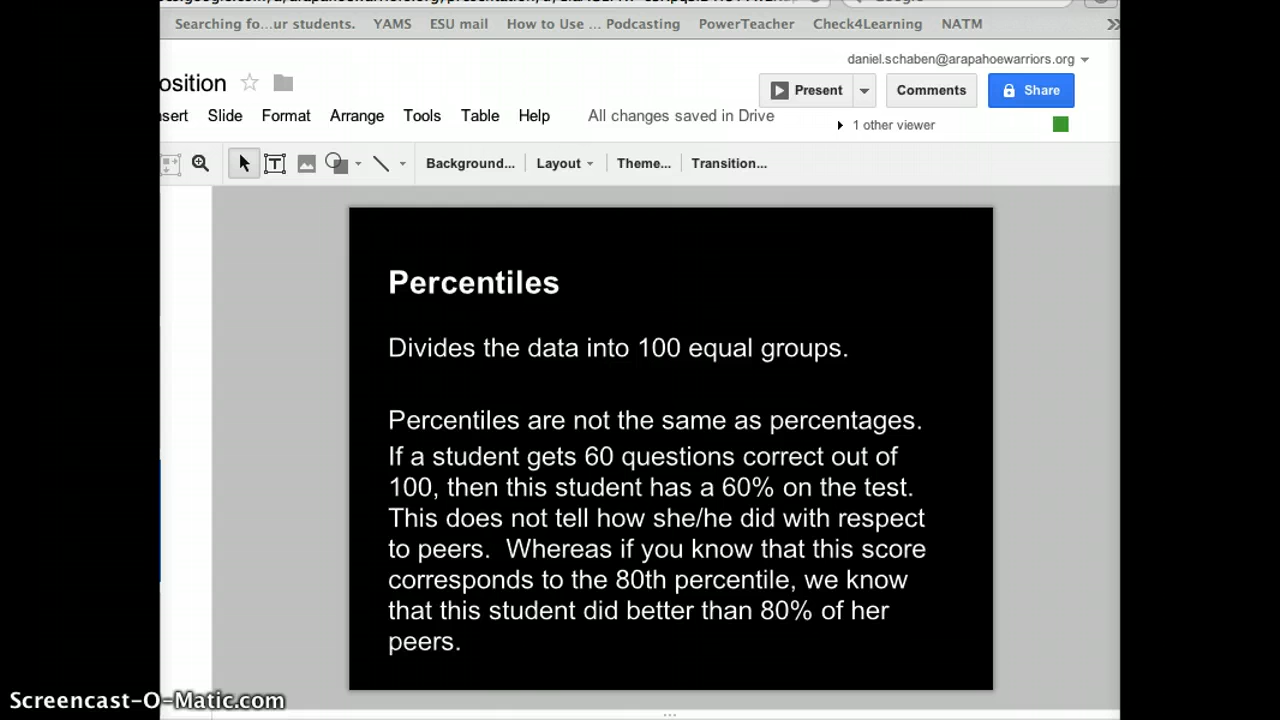 Searching fo...ur students. YAMS ESU mail How to Use ... Podcasting PowerTeacher Check4Learning NATM
daniel.schaben@arapahoewarriors.org
osition
Present Comments Share
nsert Slide Format Arrange Tools Table Help All changes saved in Drive
1 other viewer
Background... Layout Theme... Transition...
Percentiles
Divides the data into 100 equal groups.
Percentiles are not the same as percentages.
If a student gets 60 questions correct out of
100, then this student has a 60% on the test.
This does not tell how she/he did with respect
to peers. Whereas if you know that this score
corresponds to the 80th percentile, we know
that this student did better than 80% of her
peers.
Screencast-O-Matic.com